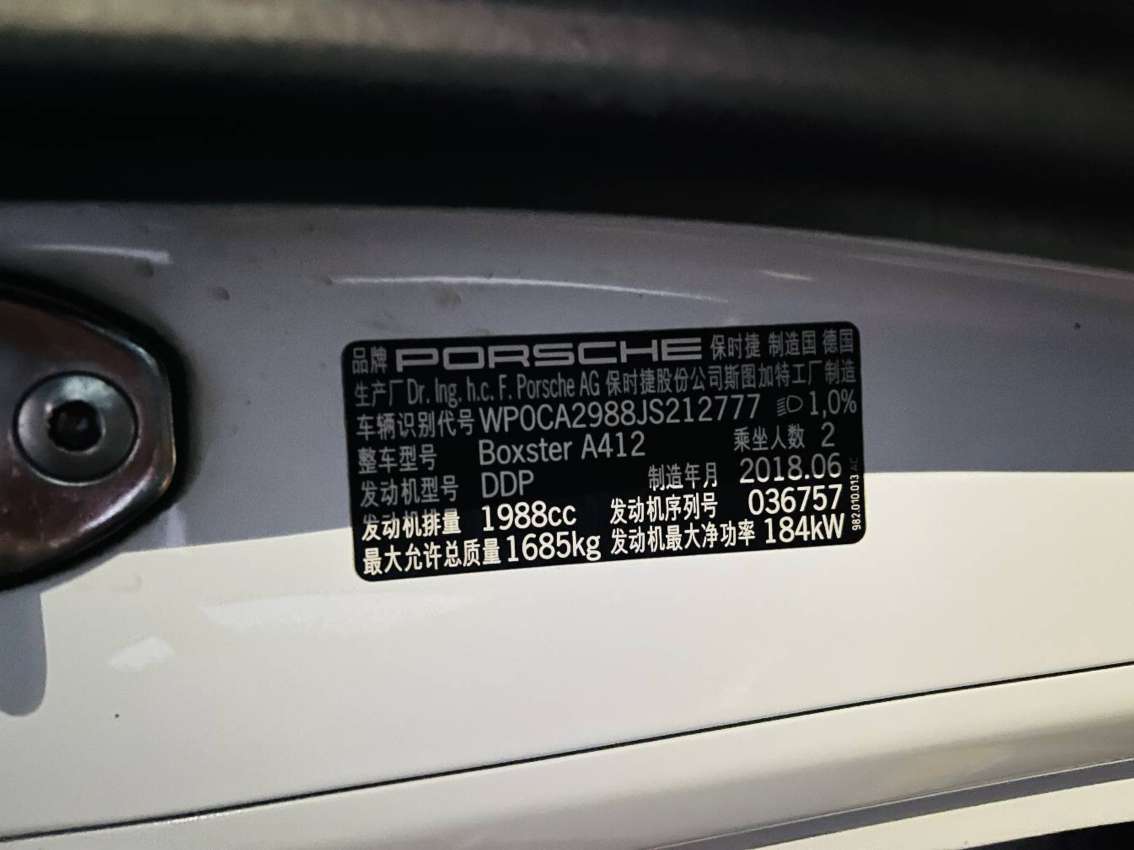 品牌 PORSCHE 保时捷 制造国 德国
生产厂 Dr. Ing. h.c. F. Porsche AG 保时捷股份公司斯图加特工厂制造
车辆识别代号 WP0CA2988JS212777 1,0%
整车型号 Boxster A412 乘坐人数 2
发动机型号 DDP 制造年月 2018.06
发动机排量 1988cc 发动机序列号 036757
最大允许总质量 1685kg 发动机最大净功率 184kW
982.010.013 AC